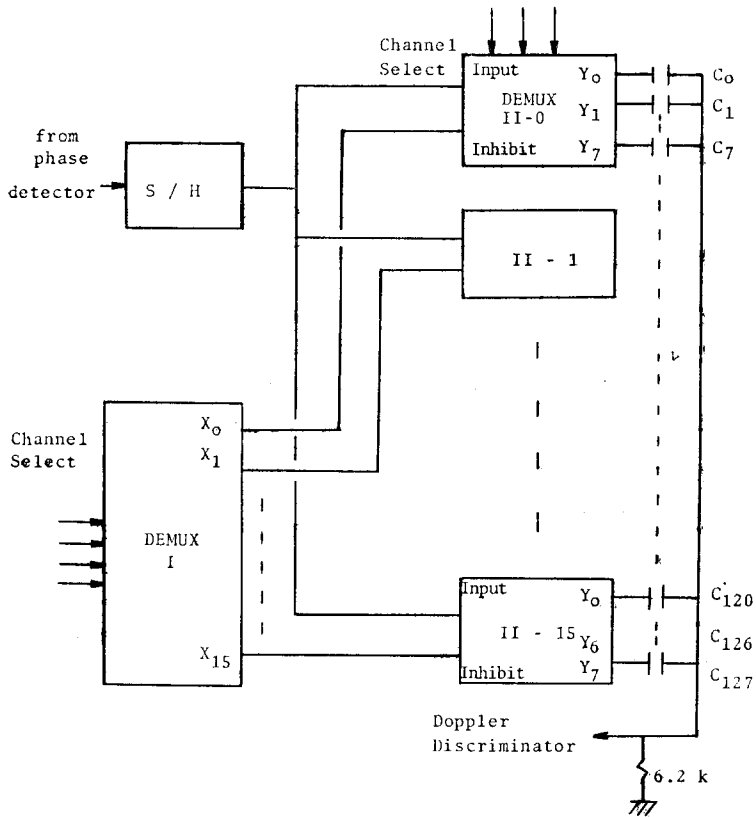 Channel
Select
Input
Y0
C0
DEMUX
II-0
Y1
C1
Inhibit
Y7
C7
from
phase
detector
S / H
II - 1
Channel
Select
X0
X1
DEMUX
I
X15
Input
Y0
C120
II - 15
Y6
C126
Inhibit
Y7
C127
Doppler
Discriminator
6.2 k